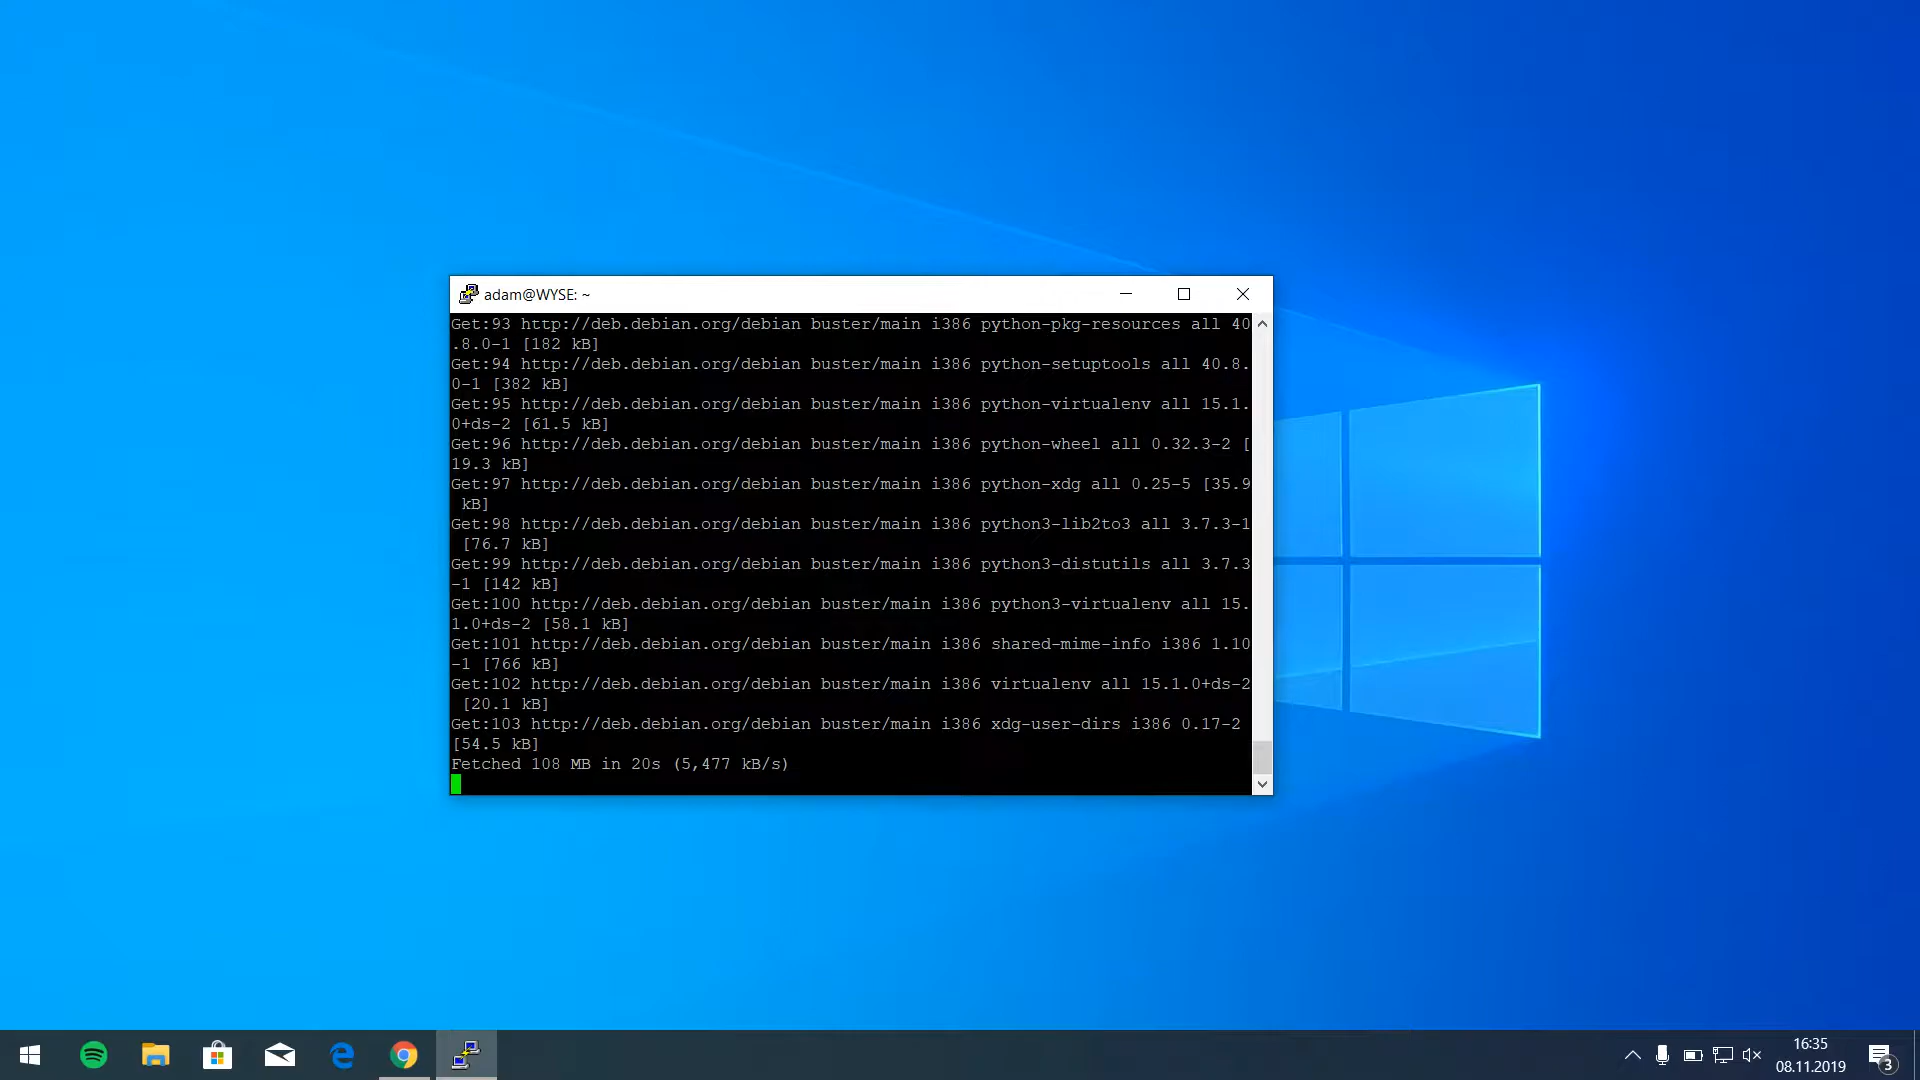 adam@WYSE: ~
Get:93 http://deb.debian.org/debian buster/main i386 python-pkg-resources all 40
.8.0-1 [182 kB]
Get:94 http://deb.debian.org/debian buster/main i386 python-setuptools all 40.8.
0-1 [382 kB]
Get:95 http://deb.debian.org/debian buster/main i386 python-virtualenv all 15.1.
0+ds-2 [61.5 kB]
Get:96 http://deb.debian.org/debian buster/main i386 python-wheel all 0.32.3-2 [
19.3 kB]
Get:97 http://deb.debian.org/debian buster/main i386 python-xdg all 0.25-5 [35.9
 kB]
Get:98 http://deb.debian.org/debian buster/main i386 python3-lib2to3 all 3.7.3-1
 [76.7 kB]
Get:99 http://deb.debian.org/debian buster/main i386 python3-distutils all 3.7.3
-1 [142 kB]
Get:100 http://deb.debian.org/debian buster/main i386 python3-virtualenv all 15.
1.0+ds-2 [58.1 kB]
Get:101 http://deb.debian.org/debian buster/main i386 shared-mime-info i386 1.10
-1 [766 kB]
Get:102 http://deb.debian.org/debian buster/main i386 virtualenv all 15.1.0+ds-2
 [20.1 kB]
Get:103 http://deb.debian.org/debian buster/main i386 xdg-user-dirs i386 0.17-2
[54.5 kB]
Fetched 108 MB in 20s (5,477 kB/s)
16:35
08.11.2019
3